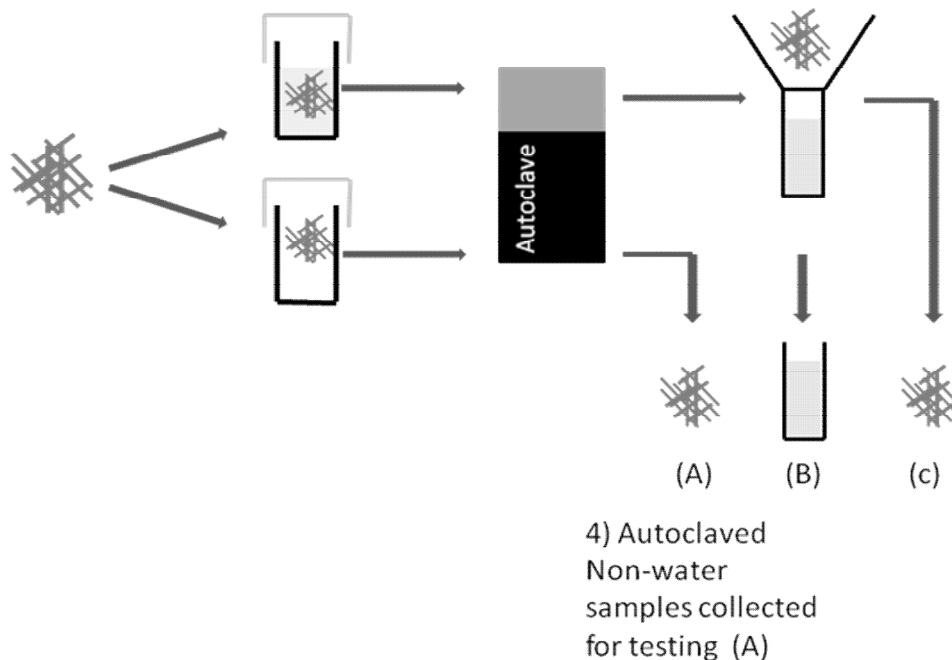 Autoclave
(A)
(B)
(c)
4) Autoclaved
Non-water
samples collected
for testing (A)